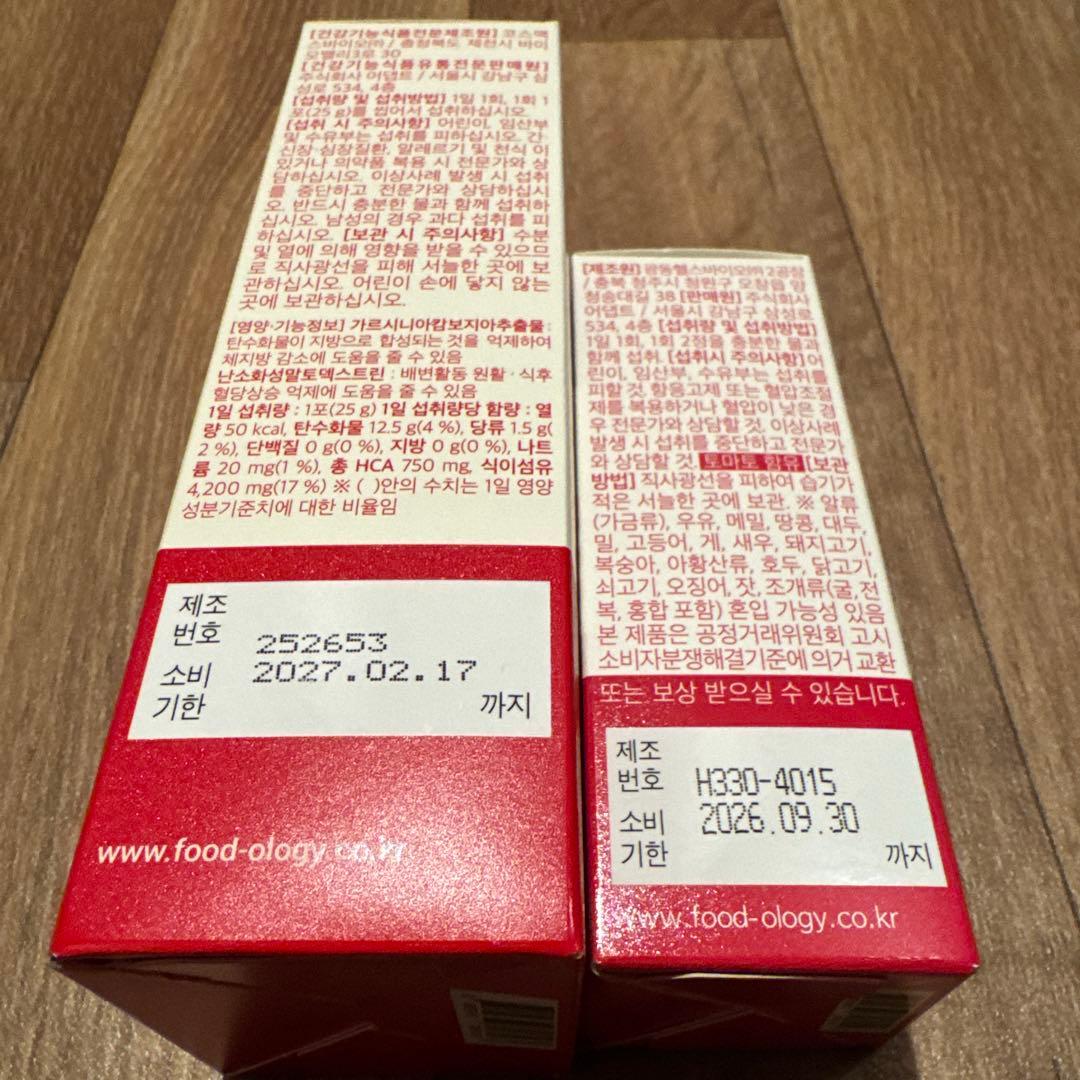 [건강기능식품전문제조원] 코스맥
스바이오㈜ / 충청북도 제천시 바이
오밸리3로 30
[건강기능식품유통전문판매원]
주식회사 어댑트 / 서울시 강남구 삼
성로 534, 4층
[섭취량 및 섭취방법] 1일 1회, 1회 1
포(25 g)를 씹어서 섭취하십시오.
[섭취 시 주의사항] 어린이, 임산부
및 수유부는 섭취를 피하십시오. 간·
신장·심장질환, 알레르기 및 천식이
있거나 의약품 복용 시 전문가와 상
담하십시오. 이상사례 발생 시 섭취
를 중단하고 전문가와 상담하십시
오. 반드시 충분한 물과 함께 섭취하
십시오. 남성의 경우 과다 섭취를 피
하십시오. [보관 시 주의사항] 수분
및 열에 의해 영향을 받을 수 있으므
로 직사광선을 피해 서늘한 곳에 보
관하십시오. 어린이 손에 닿지 않는
곳에 보관하십시오.
[영양·기능정보] 가르시니아캄보지아추출물 :
탄수화물이 지방으로 합성되는 것을 억제하여
체지방 감소에 도움을 줄 수 있음
난소화성말토덱스트린 : 배변활동 원활 · 식후
혈당상승 억제에 도움을 줄 수 있음
1일 섭취량 : 1포(25 g) 1일 섭취량당 함량 : 열
량 50 kcal, 탄수화물 12.5 g(4 %), 당류 1.5 g(
2 %), 단백질 0 g(0 %), 지방 0 g(0 %), 나트
륨 20 mg(1 %), 총 HCA 750 mg, 식이섬유
4,200 mg(17 %) ※ ( )안의 수치는 1일 영양
성분기준치에 대한 비율임
제조
번호 252653
소비 2027.02.17
기한 까지
www.food-ology.co.kr
[제조원] 광동헬스바이오㈜ 2공장
/ 충북 청주시 청원구 오창읍 양
청송대길 38 [판매원] 주식회사
어댑트 / 서울시 강남구 삼성로
534, 4층 [섭취량 및 섭취방법]
1일 1회, 1회 2정을 충분한 물과
함께 섭취. [섭취시 주의사항] 어
린이, 임산부, 수유부는 섭취를
피할 것. 항응고제 또는 혈압조절
제를 복용하거나 혈압이 낮은 경
우 전문가와 상담할 것. 이상사례
발생 시 섭취를 중단하고 전문가
와 상담할 것. 토마토 함유 [보관
방법] 직사광선을 피하여 습기가
적은 서늘한 곳에 보관. ※ 알류
(가금류), 우유, 메밀, 땅콩, 대두,
밀, 고등어, 게, 새우, 돼지고기,
복숭아, 아황산류, 호두, 닭고기,
쇠고기, 오징어, 잣, 조개류(굴,전
복, 홍합 포함) 혼입 가능성 있음
본 제품은 공정거래위원회 고시
소비자분쟁해결기준에 의거 교환
또는 보상 받으실 수 있습니다.
제조
번호 H330-4015
소비 2026.09.30
기한 까지
www.food-ology.co.kr